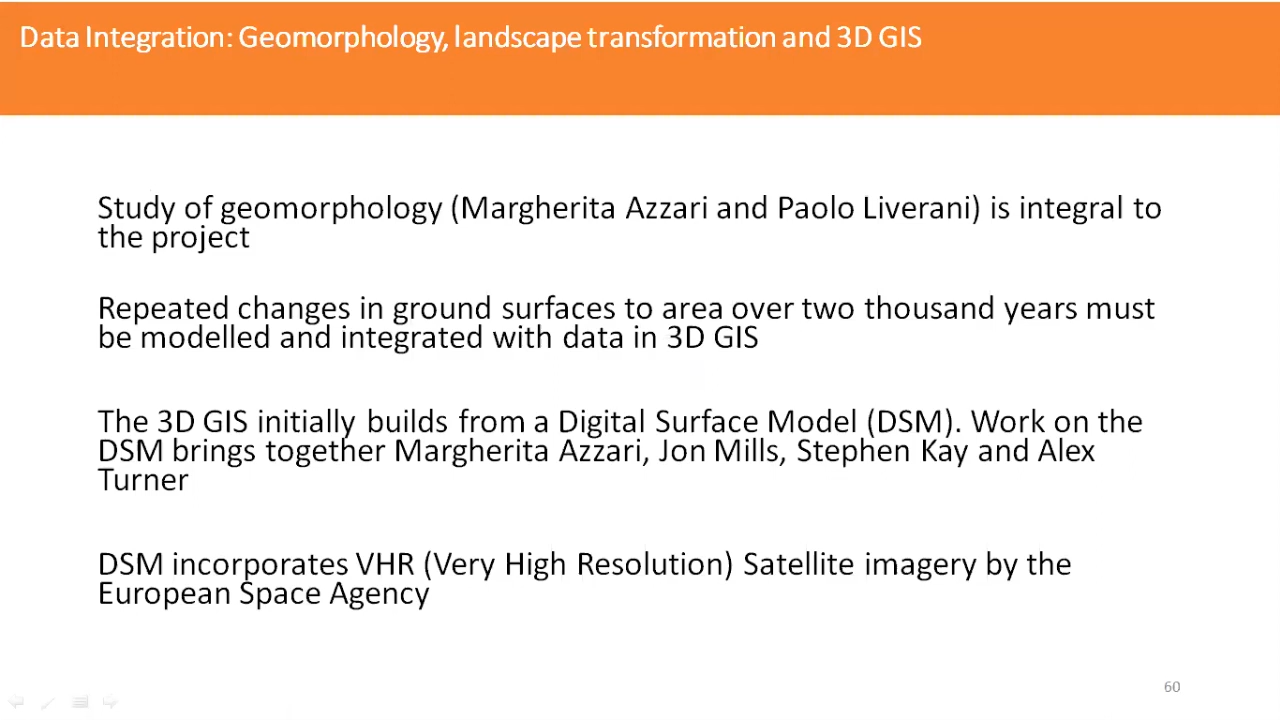 Data Integration: Geomorphology, landscape transformation and 3D GIS
Study of geomorphology (Margherita Azzari and Paolo Liverani) is integral to
the project
Repeated changes in ground surfaces to area over two thousand years must
be modelled and integrated with data in 3D GIS
The 3D GIS initially builds from a Digital Surface Model (DSM). Work on the
DSM brings together Margherita Azzari, Jon Mills, Stephen Kay and Alex
Turner
DSM incorporates VHR (Very High Resolution) Satellite imagery by the
European Space Agency
60